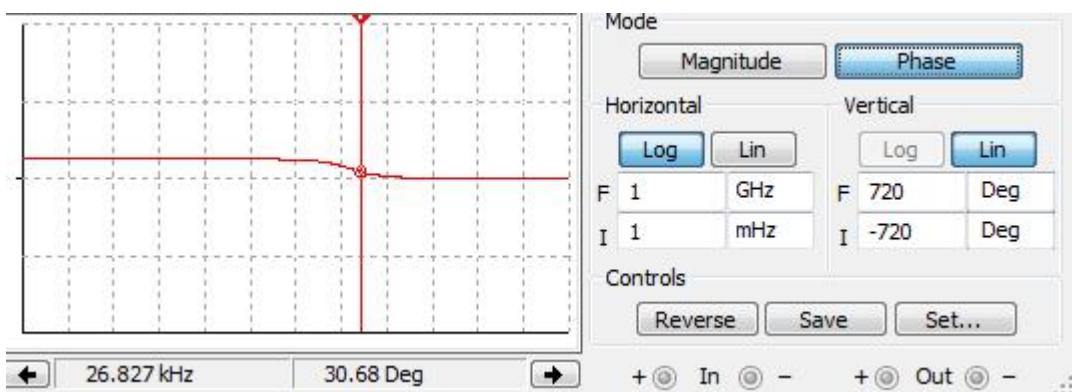 Mode
Magnitude Phase
Horizontal Vertical
Log Lin Log Lin
F 1 GHz F 720 Deg
I 1 mHz I -720 Deg
Controls
Reverse Save Set...
26.827 kHz 30.68 Deg + In - + Out -